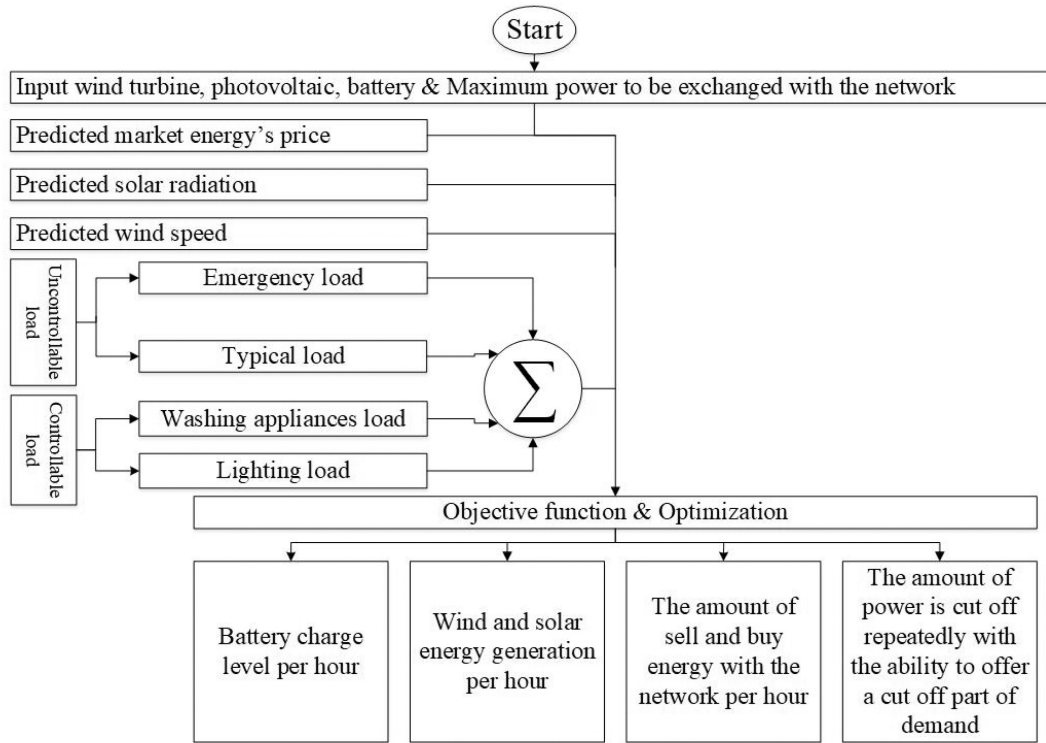 Start
Input wind turbine, photovoltaic, battery & Maximum power to be exchanged with the network
Predicted market energy’s price
Predicted solar radiation
Predicted wind speed
Uncontrollable
load
Emergency load
Typical load
Controllable
load
Washing appliances load
Lighting load
∑
Objective function & Optimization
Battery charge
level per hour
Wind and solar
energy generation
per hour
The amount of
sell and buy
energy with the
network per hour
The amount of
power is cut off
repeatedly with
the ability to offer
a cut off part of
demand